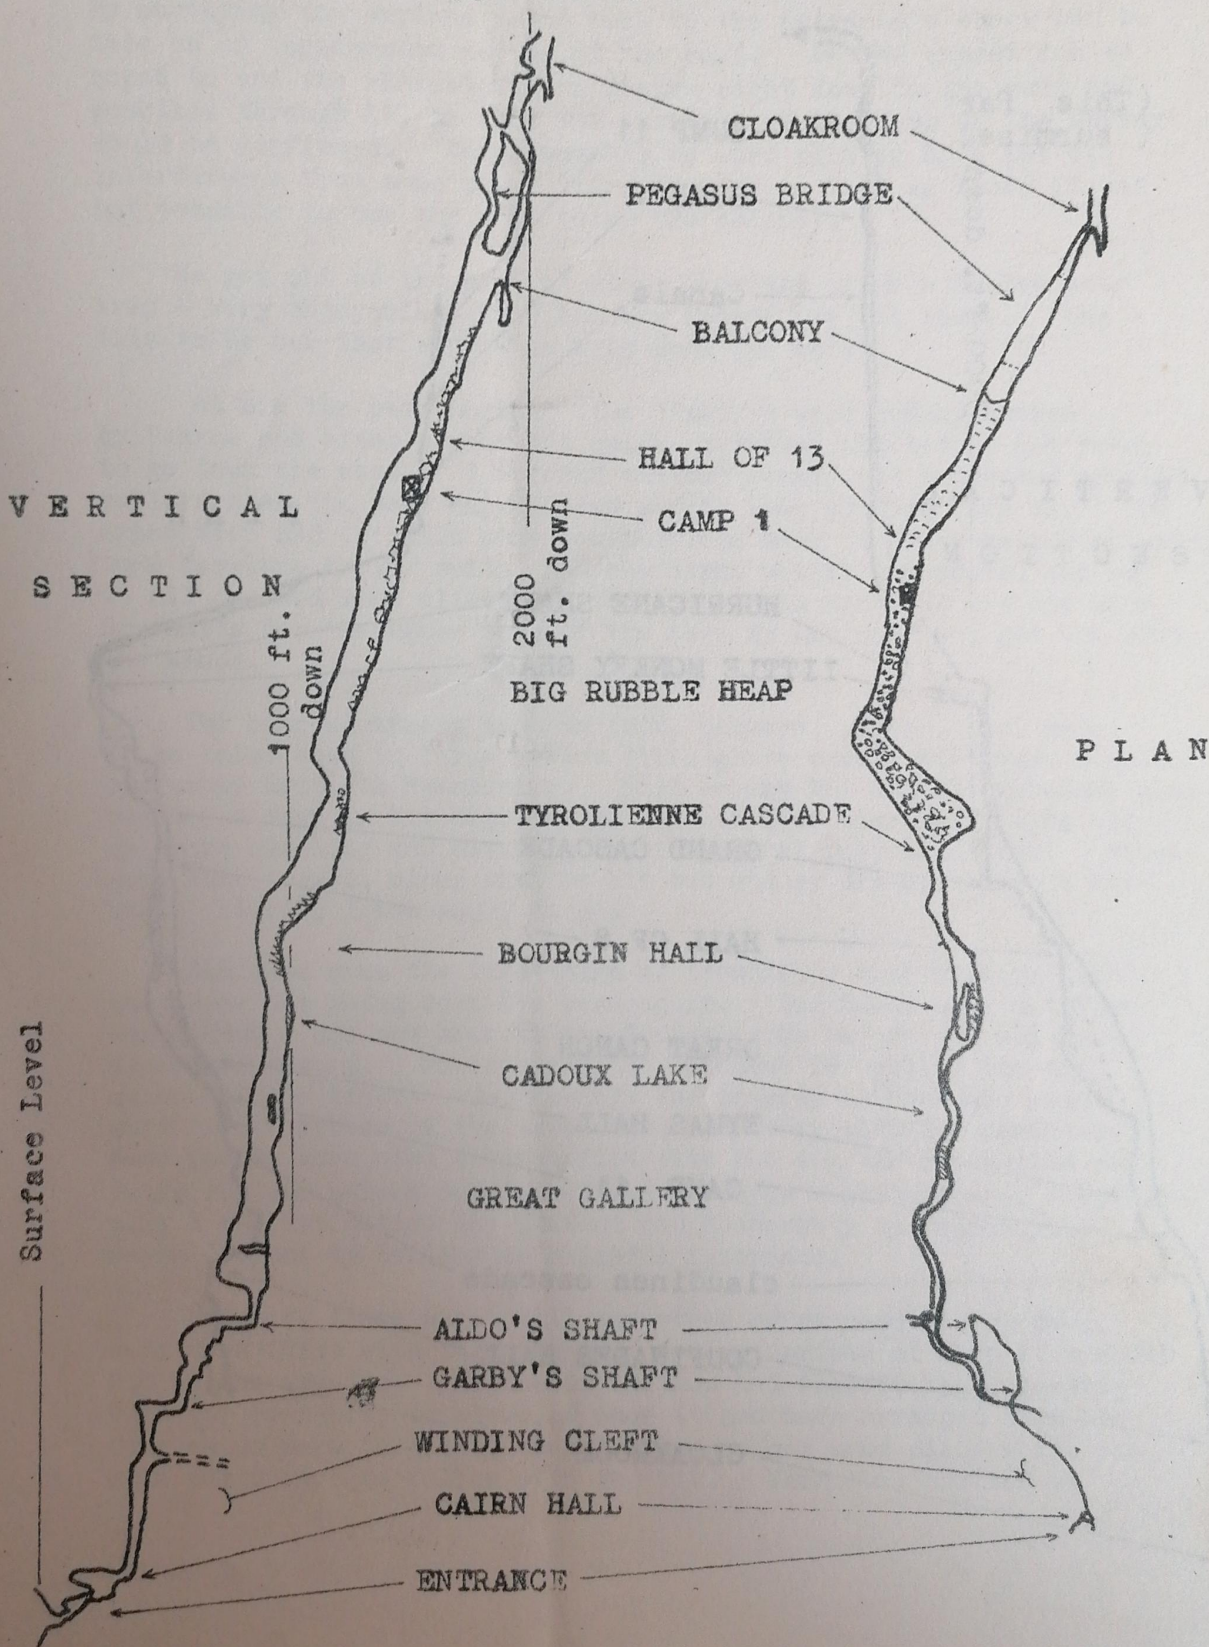 CLOAKROOM
PEGASUS BRIDGE
BALCONY
HALL OF 13
CAMP 1
VERTICAL
SECTION
1000 ft.
down
2000
ft. down
BIG RUBBLE HEAP
PLAN
TYROLIENNE CASCADE
BOURGIN HALL
CADOUX LAKE
Surface Level
GREAT GALLERY
ALDO'S SHAFT
GARBY'S SHAFT
WINDING CLEFT
CAIRN HALL
ENTRANCE